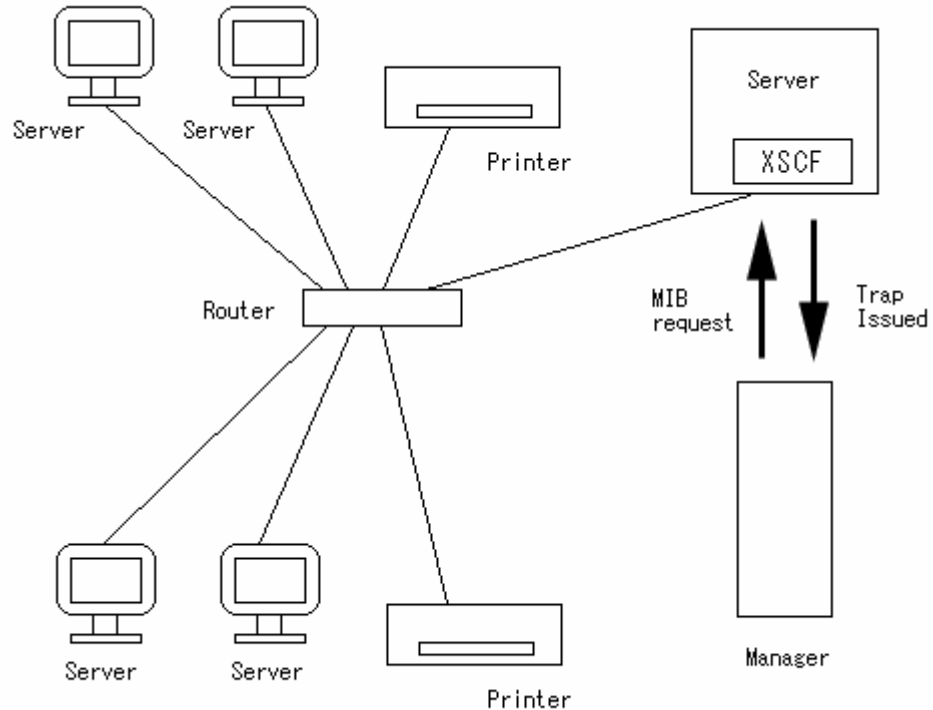 Server
Server
Printer
Server
XSCF
Router
MIB
request
Trap
Issued
Server
Server
Printer
Manager